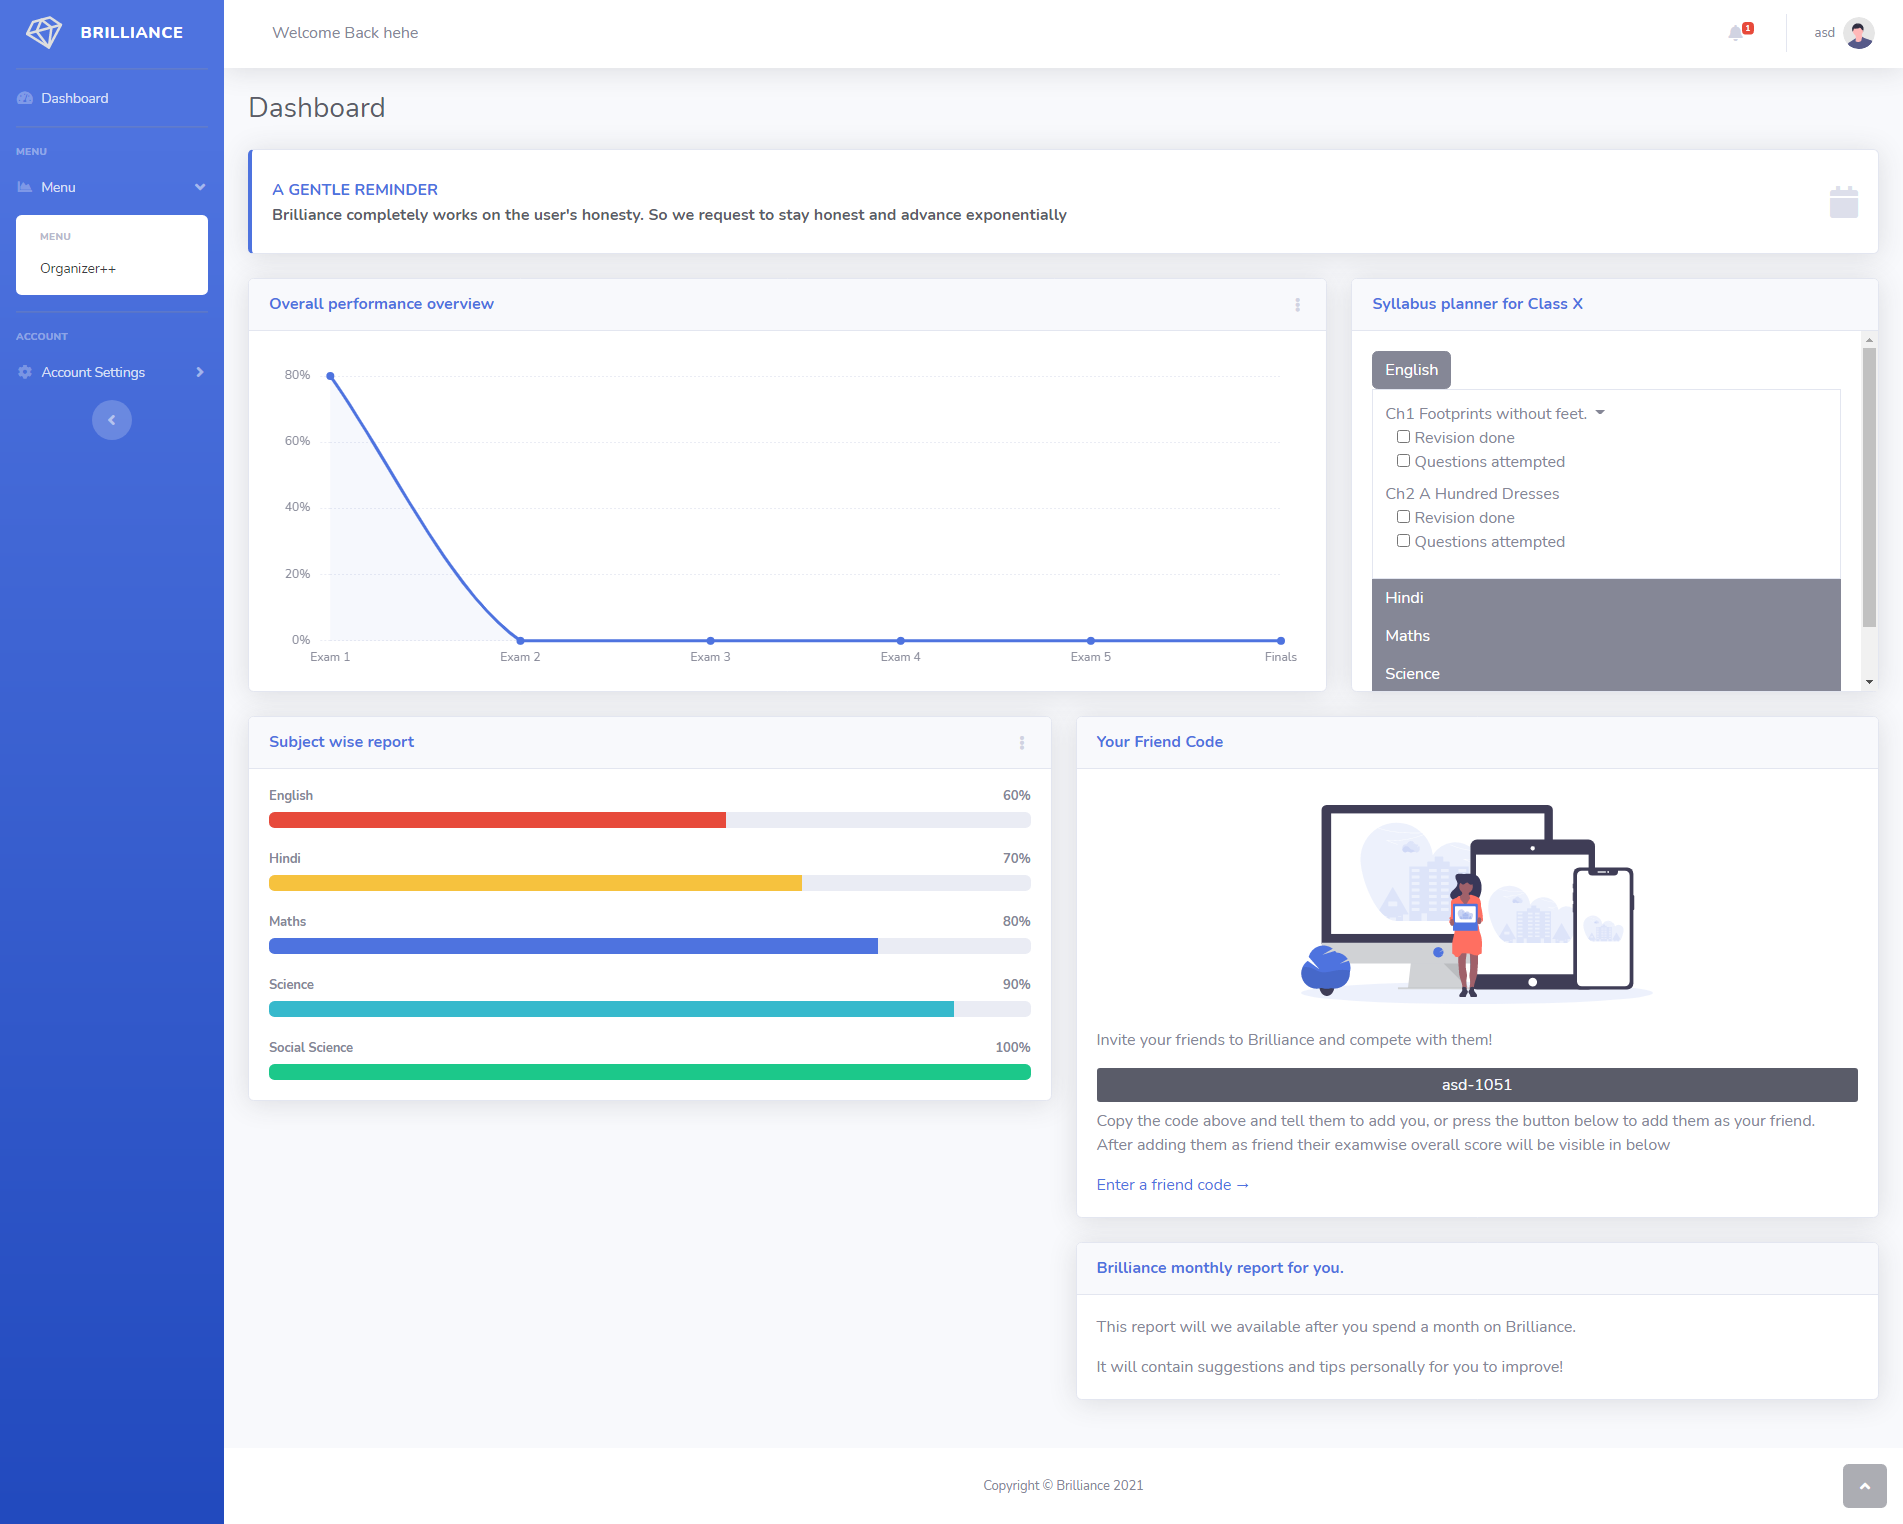 BRILLIANCE
Dashboard
MENU
Menu
MENU
Organizer++
ACCOUNT
Account Settings
Welcome Back hehe
1
asd
Dashboard
A GENTLE REMINDER
Brilliance completely works on the user's honesty. So we request to stay honest and advance exponentially
Overall performance overview
80%
60%
40%
20%
0%
Exam 1
Exam 2
Exam 3
Exam 4
Exam 5
Finals
Syllabus planner for Class X
English
Ch1 Footprints without feet.
Revision done
Questions attempted
Ch2 A Hundred Dresses
Revision done
Questions attempted
Hindi
Maths
Science
Subject wise report
English 60%
Hindi 70%
Maths 80%
Science 90%
Social Science 100%
Your Friend Code
Invite your friends to Brilliance and compete with them!
asd-1051
Copy the code above and tell them to add you, or press the button below to add them as your friend.
After adding them as friend their examwise overall score will be visible in below
Enter a friend code →
Brilliance monthly report for you.
This report will we available after you spend a month on Brilliance.
It will contain suggestions and tips personally for you to improve!
Copyright © Brilliance 2021